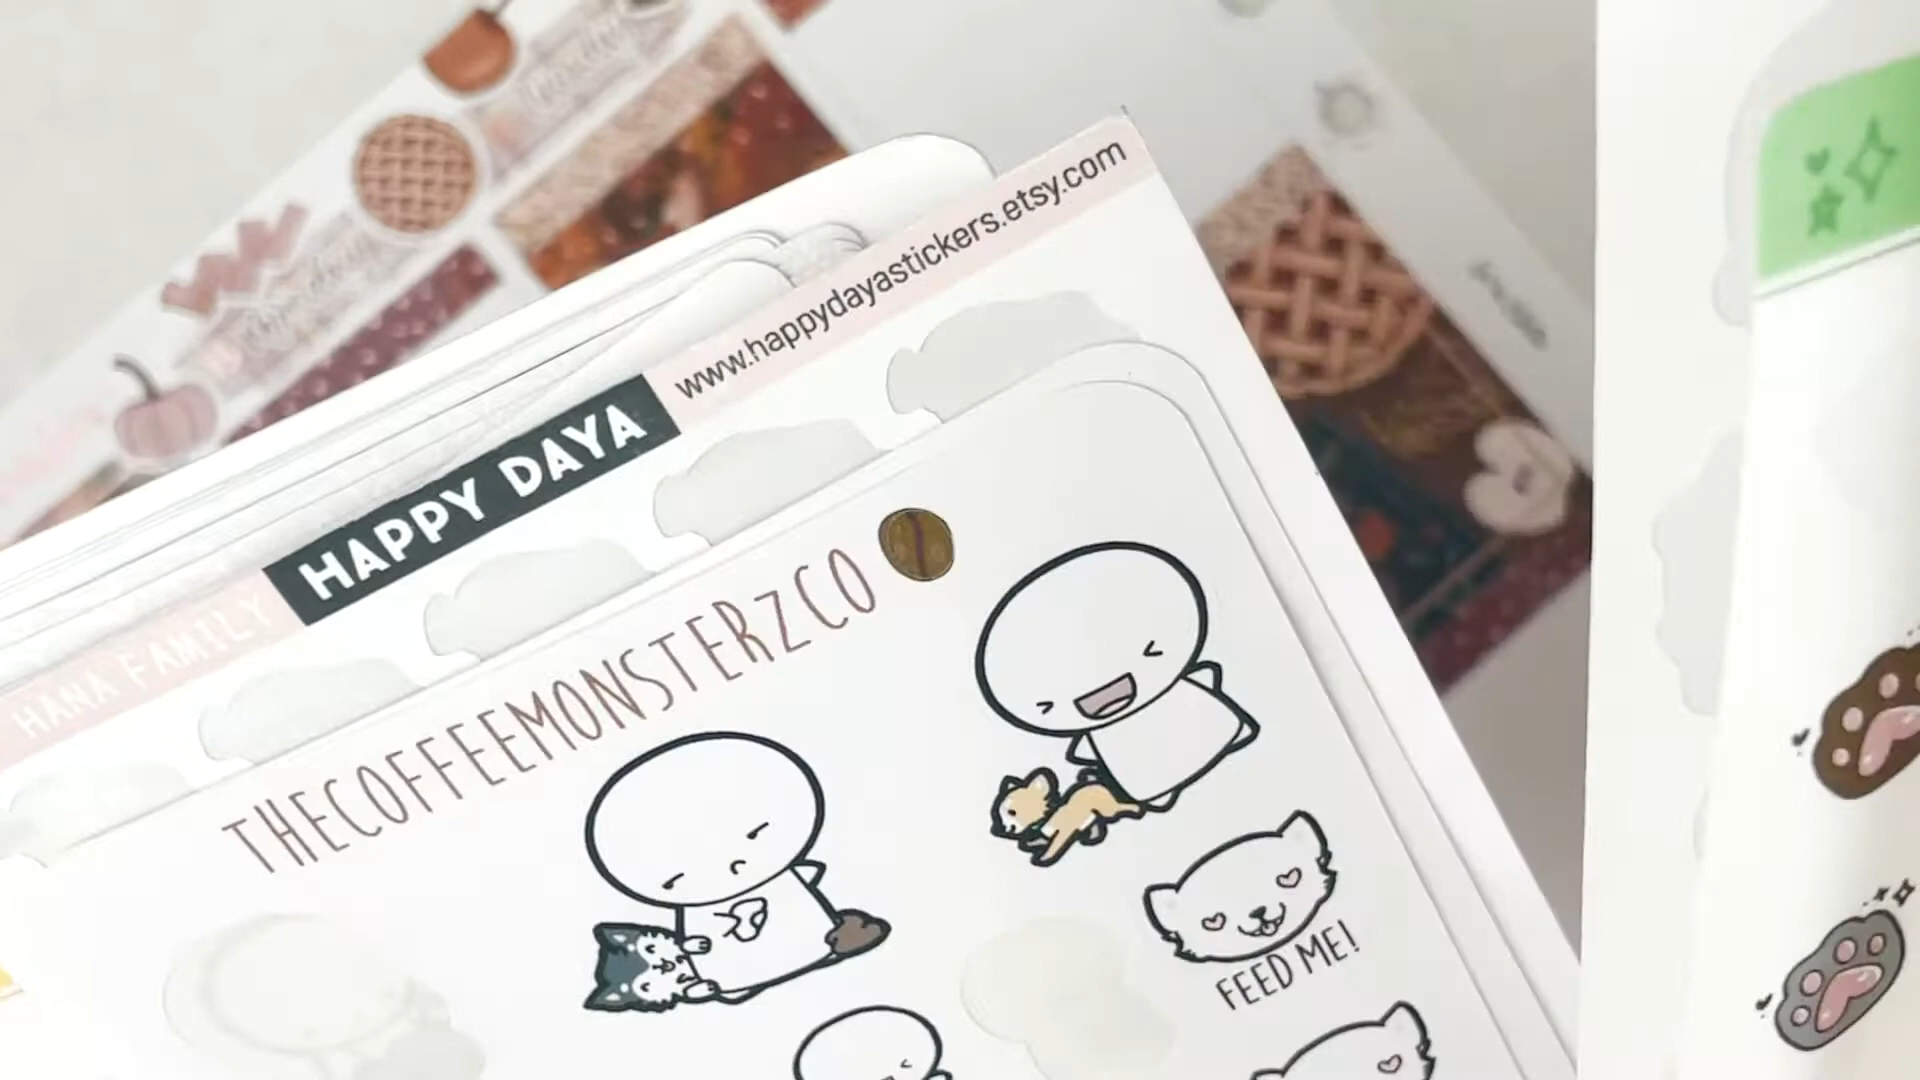 www.happydayastickers.etsy.com
HAPPY DAYA
HANA FAMILY
THECOFFEEMONSTERZCO
FEED ME!